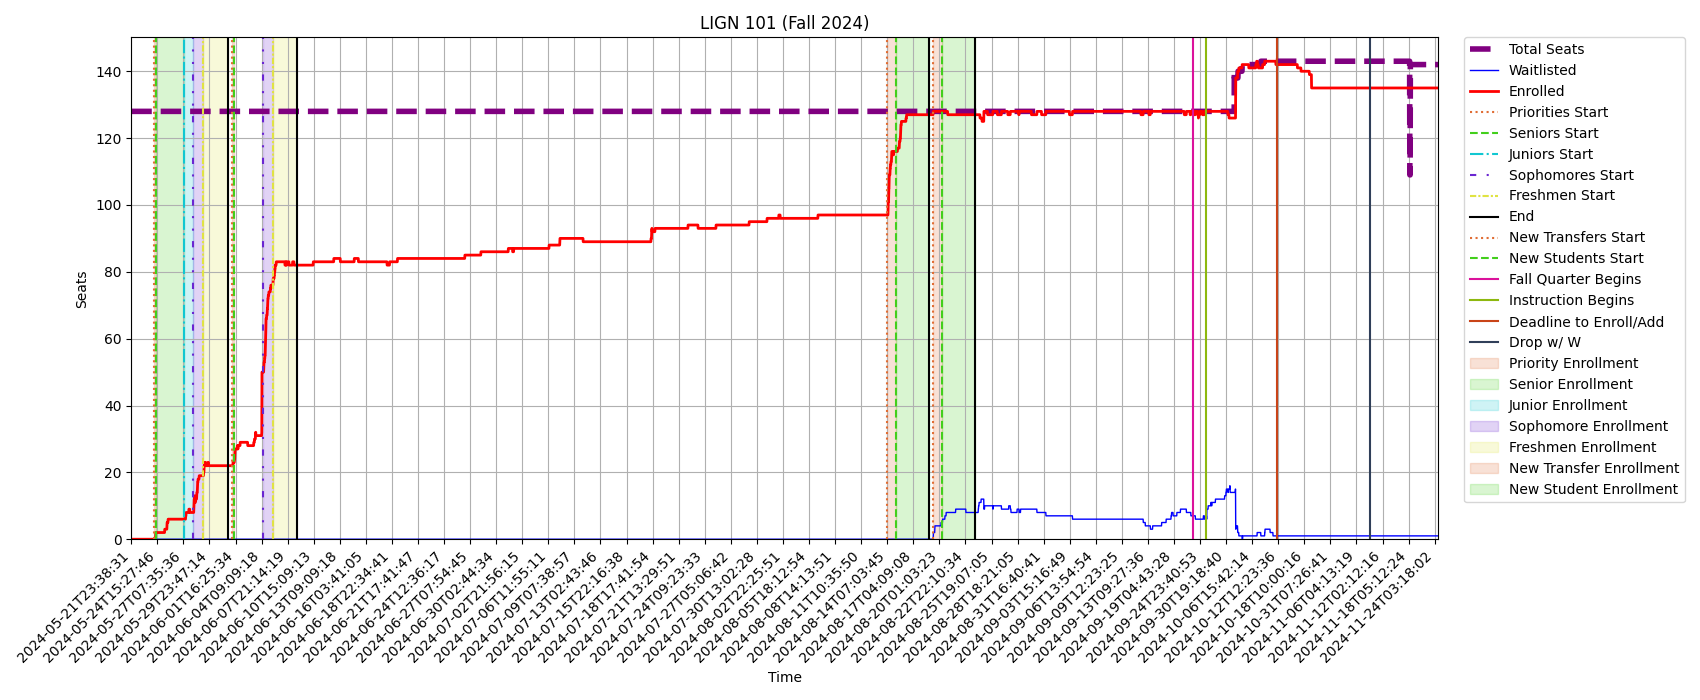 LIGN 101 (Fall 2024)
Seats
140
120
100
80
60
40
20
0
2024-05-21T23:38:31
2024-05-24T15:27:46
2024-05-27T07:35:36
2024-05-29T23:47:14
2024-06-01T16:25:34
2024-06-04T09:09:18
2024-06-07T21:14:19
2024-06-10T15:09:13
2024-06-13T09:09:18
2024-06-16T03:41:05
2024-06-18T22:34:41
2024-06-21T17:41:47
2024-06-24T12:36:17
2024-06-27T07:54:45
2024-06-30T02:44:34
2024-07-02T21:56:15
2024-07-06T11:55:11
2024-07-09T07:38:57
2024-07-13T02:43:46
2024-07-15T22:16:38
2024-07-18T17:41:54
2024-07-21T13:29:51
2024-07-24T09:23:33
2024-07-27T05:06:42
2024-07-30T13:02:28
2024-08-02T22:25:51
2024-08-05T18:12:54
2024-08-08T14:13:51
2024-08-11T10:35:50
2024-08-14T07:03:45
2024-08-17T04:09:08
2024-08-20T01:03:23
2024-08-22T22:10:34
2024-08-25T19:07:05
2024-08-28T18:21:05
2024-08-31T16:40:41
2024-09-03T15:16:49
2024-09-06T13:54:54
2024-09-09T12:23:25
2024-09-13T09:27:36
2024-09-19T04:43:28
2024-09-24T23:40:53
2024-09-30T19:18:40
2024-10-06T15:42:14
2024-10-12T12:23:36
2024-10-18T10:00:16
2024-10-31T07:26:41
2024-11-06T04:13:19
2024-11-12T02:12:16
2024-11-18T05:12:24
2024-11-24T03:18:02
Time
Total Seats
Waitlisted
Enrolled
Priorities Start
Seniors Start
Juniors Start
Sophomores Start
Freshmen Start
End
New Transfers Start
New Students Start
Fall Quarter Begins
Instruction Begins
Deadline to Enroll/Add
Drop w/ W
Priority Enrollment
Senior Enrollment
Junior Enrollment
Sophomore Enrollment
Freshmen Enrollment
New Transfer Enrollment
New Student Enrollment